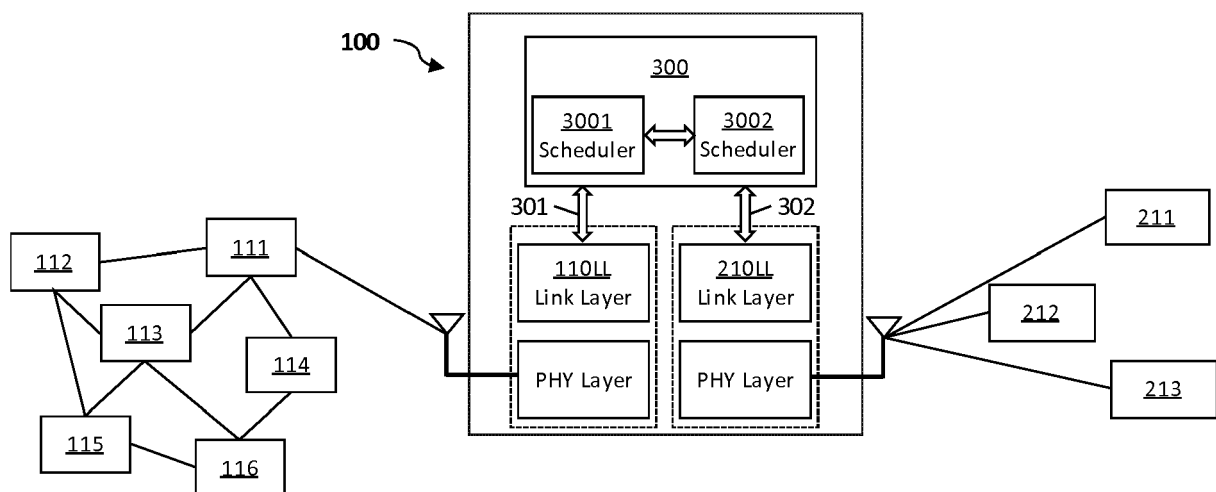 100
300
3001
Scheduler
3002
Scheduler
301
302
110LL
Link Layer
210LL
Link Layer
PHY Layer
PHY Layer
111
112
113
114
115
116
211
212
213